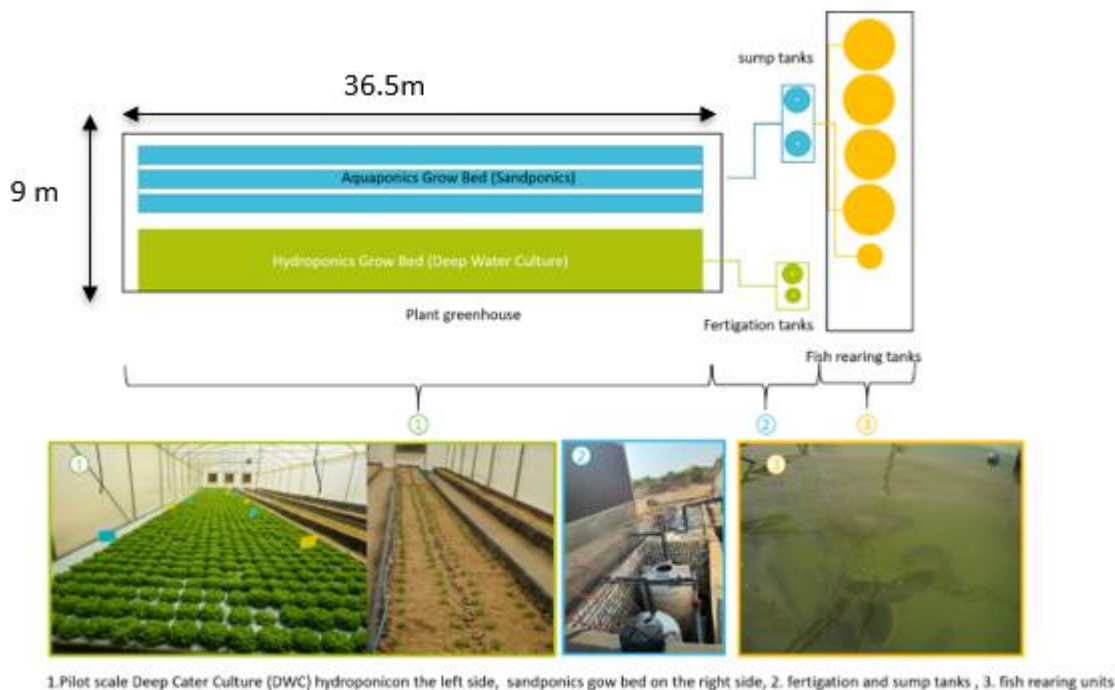 sump tanks
36.5m
9 m
Aquaponics Grow Bed (Sandponics)
Hydroponics Grow Bed (Deep Water Culture)
Plant greenhouse
Fertigation tanks
Fish rearing tanks
1
2
3
1
2
3
1.Pilot scale Deep Cater Culture (DWC) hydroponicon the left side, sandponics gow bed on the right side, 2. fertigation and sump tanks , 3. fish rearing units